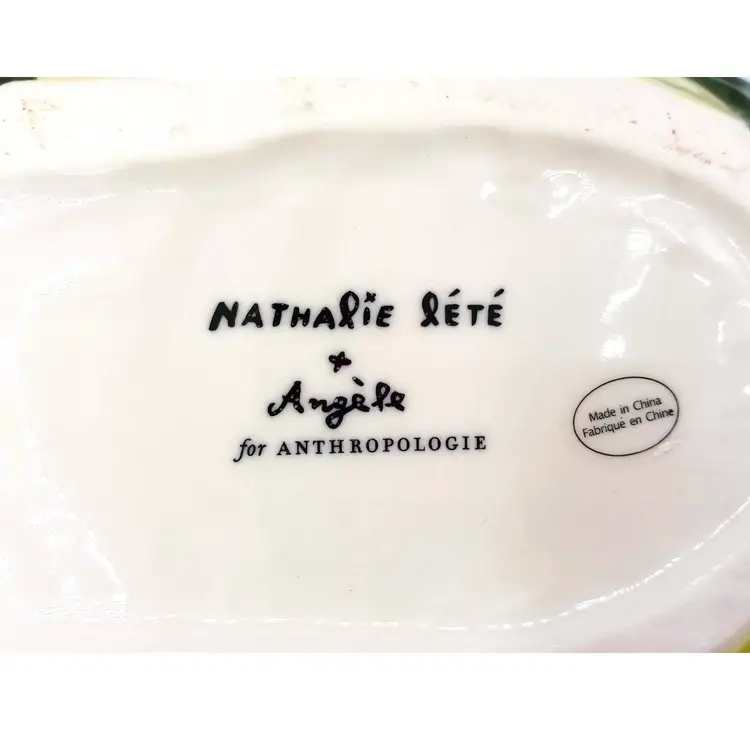 NATHALIE LÉTÉ
Angèle
for ANTHROPOLOGIE
Made in China
Fabriqué en Chine